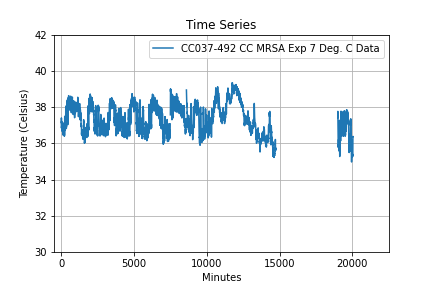 Time Series
CC037-492 CC MRSA Exp 7 Deg. C Data
42
40
38
36
34
32
30
Temperature (Celsius)
0 5000 10000 15000 20000
Minutes